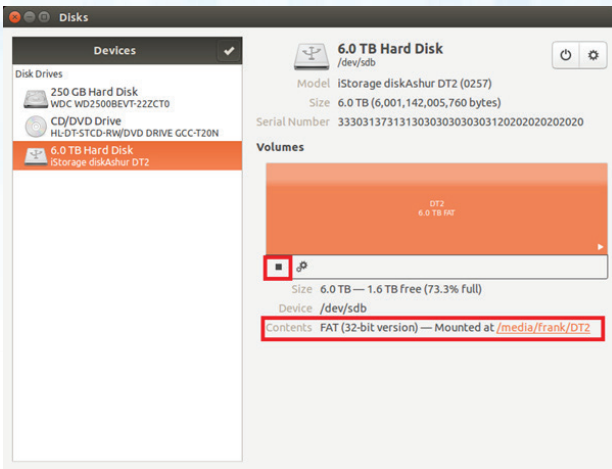 Disks
Devices
Disk Drives
250 GB Hard Disk
WDC WD2500BEVT-22ZCT0
CD/DVD Drive
HL-DT-STCD-RW/DVD DRIVE GCC-T20N
6.0 TB Hard Disk
iStorage diskAshur DT2
6.0 TB Hard Disk
/dev/sdb
Model iStorage diskAshur DT2 (0257)
Size 6.0 TB (6,001,142,005,760 bytes)
Serial Number
Volumes
DT2
6.0 TB FAT
Size 6.0 TB — 1.6 TB free (73.3% full)
Device /dev/sdb
Contents FAT (32-bit version) — Mounted at /media/frank/DT2